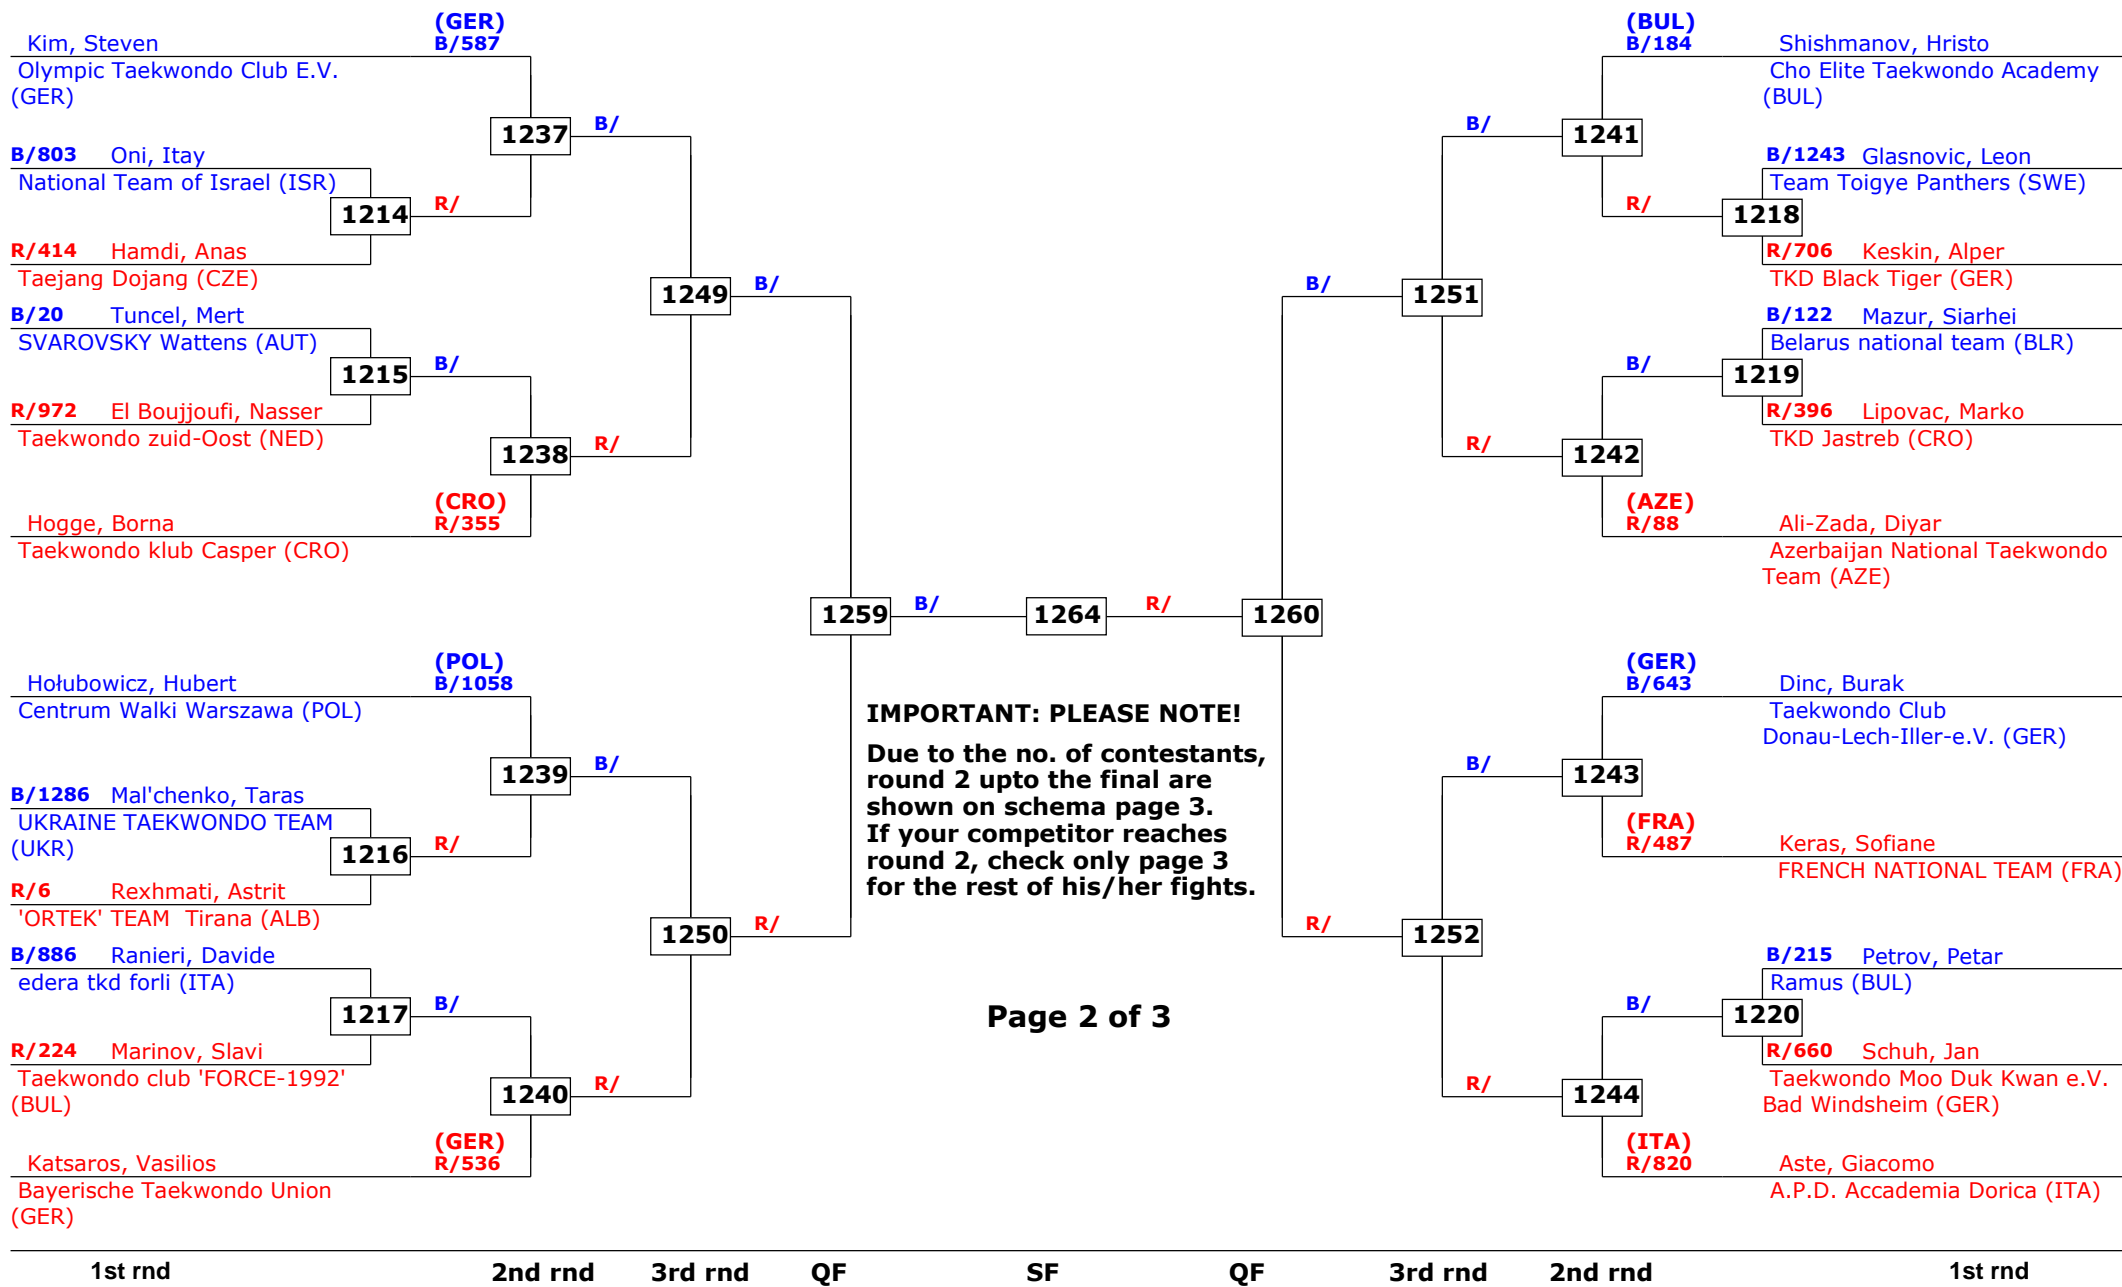 (GER)
B/587
Kim, Steven
Olympic Taekwondo Club E.V.
(GER)
1237
B/
B/803 Oni, Itay
National Team of Israel (ISR)
1214
R/
R/414 Hamdi, Anas
Taejang Dojang (CZE)
1249
B/
B/20 Tuncel, Mert
SVAROVSKY Wattens (AUT)
1215
B/
R/972 El Boujjoufi, Nasser
Taekwondo zuid-Oost (NED)
1238
R/
(CRO)
R/355
Hogge, Borna
Taekwondo klub Casper (CRO)
1259
B/
1264
R/
1260
(POL)
B/1058
Hołubowicz, Hubert
Centrum Walki Warszawa (POL)
1239
B/
B/1286 Mal'chenko, Taras
UKRAINE TAEKWONDO TEAM
(UKR)
1216
R/
R/6 Rexhmati, Astrit
'ORTEK' TEAM Tirana (ALB)
1250
R/
B/886 Ranieri, Davide
edera tkd forli (ITA)
1217
B/
R/224 Marinov, Slavi
Taekwondo club 'FORCE-1992'
(BUL)
1240
R/
(GER)
R/536
Katsaros, Vasilios
Bayerische Taekwondo Union
(GER)
IMPORTANT: PLEASE NOTE!
Due to the no. of contestants,
round 2 upto the final are
shown on schema page 3.
If your competitor reaches
round 2, check only page 3
for the rest of his/her fights.
Page 2 of 3
(BUL)
B/184
Shishmanov, Hristo
Cho Elite Taekwondo Academy
(BUL)
B/
1241
B/1243 Glasnovic, Leon
Team Toigye Panthers (SWE)
R/
1218
R/706 Keskin, Alper
TKD Black Tiger (GER)
B/
1251
B/122 Mazur, Siarhei
Belarus national team (BLR)
B/
1219
R/396 Lipovac, Marko
TKD Jastreb (CRO)
R/
1242
(AZE)
R/88
Ali-Zada, Diyar
Azerbaijan National Taekwondo
Team (AZE)
(GER)
B/643
Dinc, Burak
Taekwondo Club
Donau-Lech-Iller-e.V. (GER)
B/
1243
(FRA)
R/487
Keras, Sofiane
FRENCH NATIONAL TEAM (FRA)
R/
1252
B/215 Petrov, Petar
Ramus (BUL)
B/
1220
R/660 Schuh, Jan
Taekwondo Moo Duk Kwan e.V.
Bad Windsheim (GER)
R/
1244
(ITA)
R/820
Aste, Giacomo
A.P.D. Accademia Dorica (ITA)
1st rnd 2nd rnd 3rd rnd QF SF QF 3rd rnd 2nd rnd 1st rnd